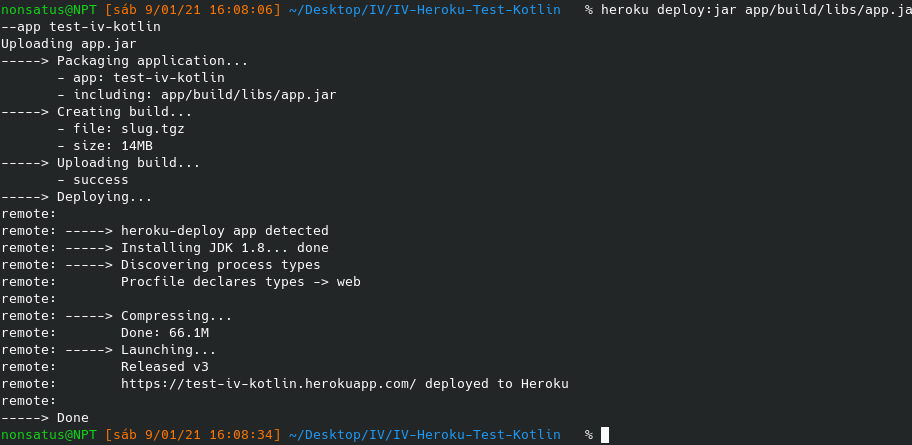 nonsatus@NPT [sáb 9/01/21 16:08:06] ~/Desktop/IV/IV-Heroku-Test-Kotlin   % heroku deploy:jar app/build/libs/app.ja
--app test-iv-kotlin
Uploading app.jar
-----> Packaging application...
       - app: test-iv-kotlin
       - including: app/build/libs/app.jar
-----> Creating build...
       - file: slug.tgz
       - size: 14MB
-----> Uploading build...
       - success
-----> Deploying...
remote:
remote: -----> heroku-deploy app detected
remote: -----> Installing JDK 1.8... done
remote: -----> Discovering process types
remote:        Procfile declares types -> web
remote:
remote: -----> Compressing...
remote:        Done: 66.1M
remote: -----> Launching...
remote:        Released v3
remote:        https://test-iv-kotlin.herokuapp.com/ deployed to Heroku
remote:
-----> Done
nonsatus@NPT [sáb 9/01/21 16:08:34] ~/Desktop/IV/IV-Heroku-Test-Kotlin   %